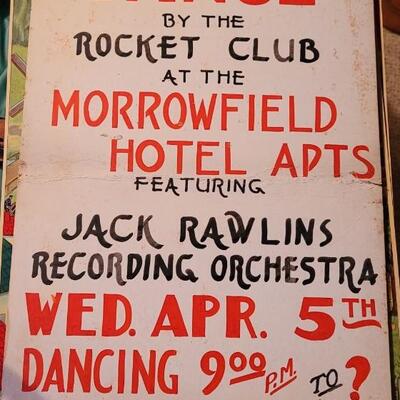 BY THE
ROCKET CLUB
AT THE
MORROWFIELD
HOTEL APTS
FEATURING
JACK RAWLINS
RECORDING ORCHESTRA
WED. APR. 5TH
DANCING 900 P.M. TO ?